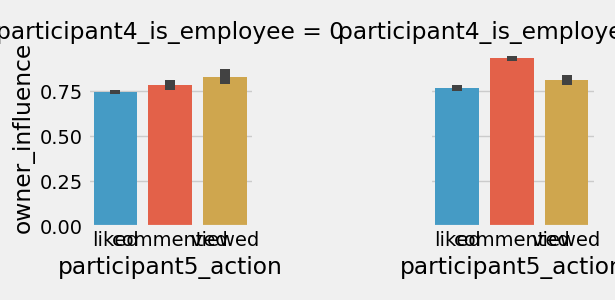 participant4_is_employee = 0
participant4_is_employe
owner_influence
0.75
0.50
0.25
0.00
liked commented viewed
liked commented viewed
participant5_action
participant5_action